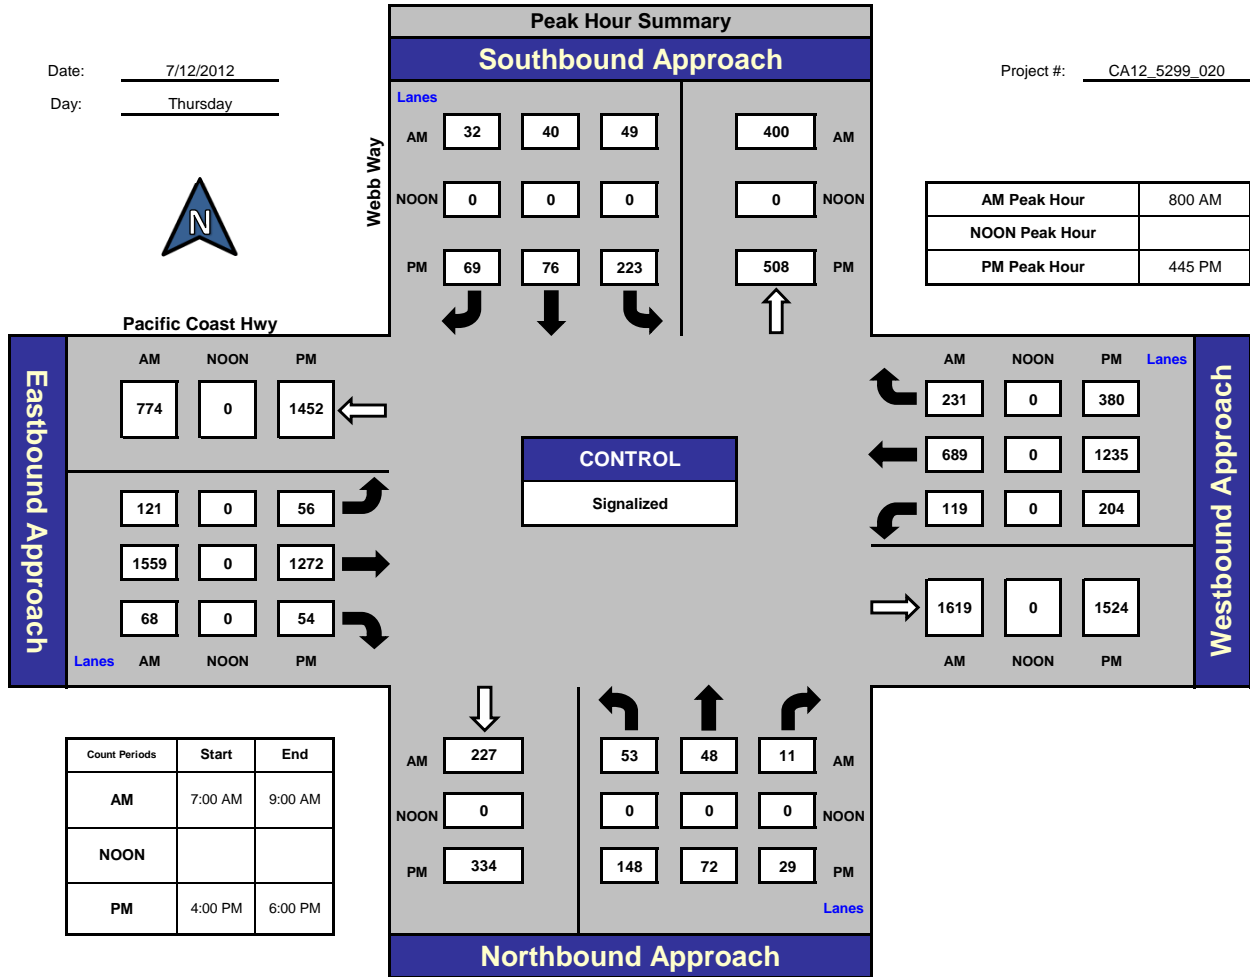 Peak Hour Summary
Southbound Approach
Date: 7/12/2012
Project #: CA12_5299_020
Day: Thursday
Lanes
AM 32 40 49 400 AM
Webb Way
NOON 0 0 0 0 NOON
PM 69 76 223 508 PM
N
AM Peak Hour 800 AM
NOON Peak Hour
PM Peak Hour 445 PM
Pacific Coast Hwy
Eastbound Approach
AM NOON PM
774 0 1452
121 0 56
1559 0 1272
68 0 54
Lanes AM NOON PM
CONTROL
Signalized
AM NOON PM Lanes
231 0 380
689 0 1235
119 0 204
1619 0 1524
AM NOON PM
Westbound Approach
Count Periods Start End
AM 7:00 AM 9:00 AM
NOON
PM 4:00 PM 6:00 PM
AM 227 53 48 11 AM
NOON 0 0 0 0 NOON
PM 334 148 72 29 PM
Lanes
Northbound Approach